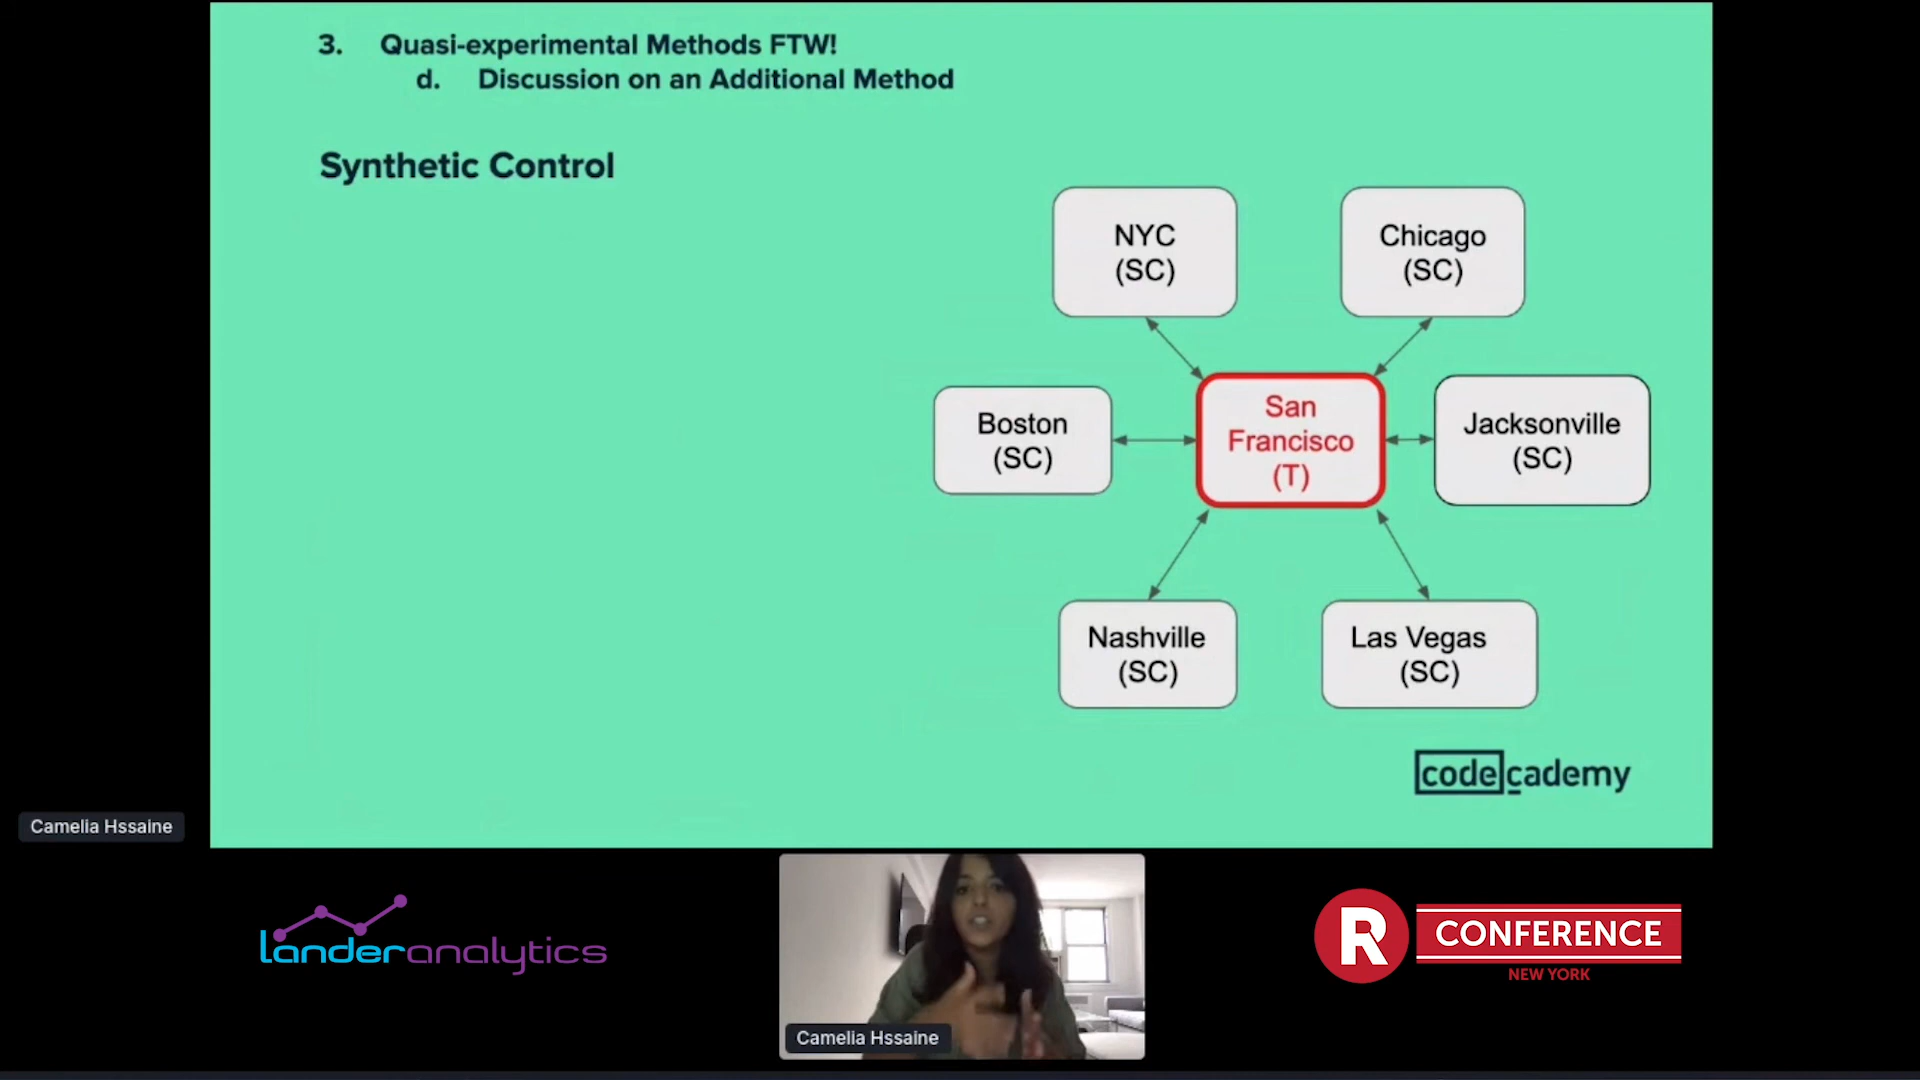 3. Quasi-experimental Methods FTW!
d. Discussion on an Additional Method
Synthetic Control
NYC
(SC)
Chicago
(SC)
Boston
(SC)
San
Francisco
(T)
Jacksonville
(SC)
Nashville
(SC)
Las Vegas
(SC)
codecademy
Camelia Hssaine
landeranalytics
Camelia Hssaine
R CONFERENCE
NEW YORK